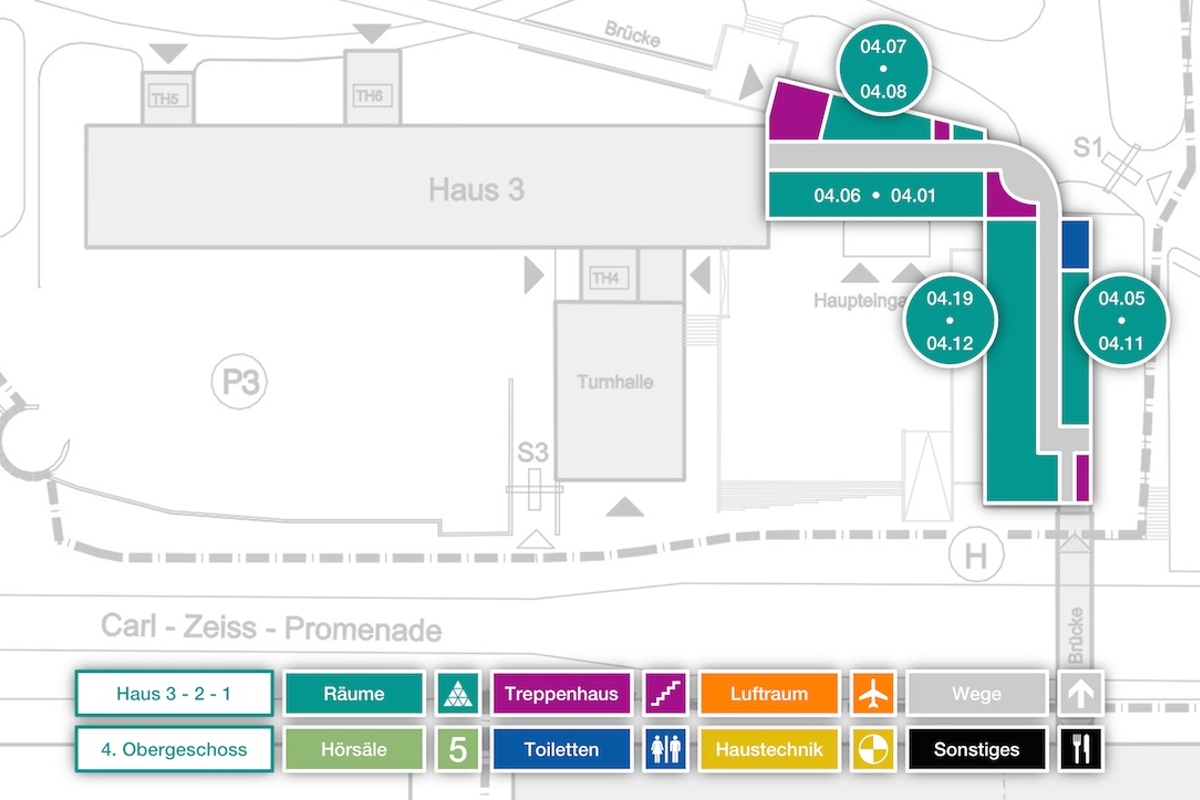 Brücke
04.07
•
04.08
TH5
TH6
S1
Haus 3
04.06 • 04.01
TH4
Haupteinga
04.19
•
04.12
04.05
•
04.11
P3
Turnhalle
S3
H
Carl - Zeiss - Promenade
Brücke
Haus 3 - 2 - 1
Räume
Treppenhaus
Luftraum
Wege
4. Obergeschoss
Hörsäle
5
Toiletten
Haustechnik
Sonstiges